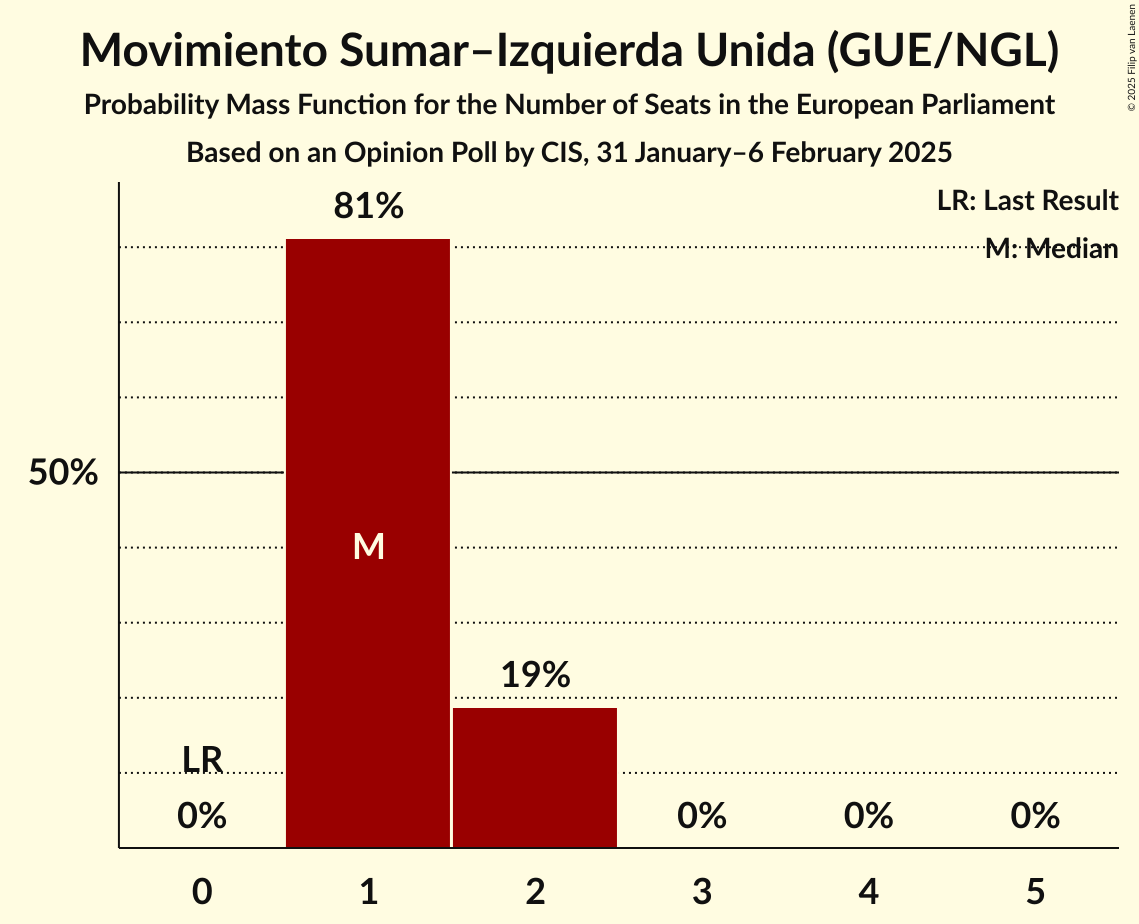 Movimiento Sumar–Izquierda Unida (GUE/NGL)
Probability Mass Function for the Number of Seats in the European Parliament
Based on an Opinion Poll by CIS, 31 January–6 February 2025
© 2025 Filip van Laenen
LR: Last Result
M: Median
81%
50%
M
19%
LR
0%
0%
0%
0%
0
1
2
3
4
5